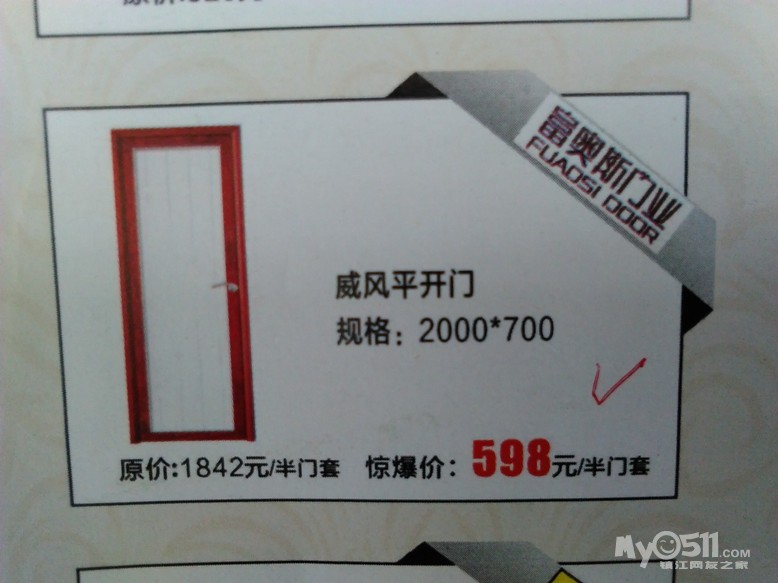 富奥斯门业
FUAOSI DOOR
威风平开门
规格：2000*700
原价:1842元/半门套 惊爆价：598元/半门套
My0511.com
镇江网友之家